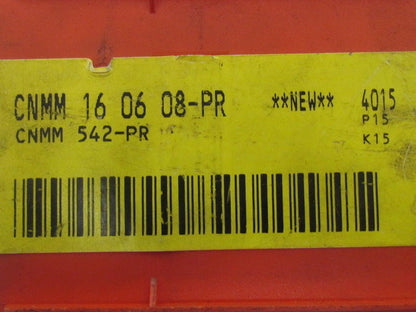 CNMM 16 06 08-PR **NEW** 4015
CNMM 542-PR P15
K15